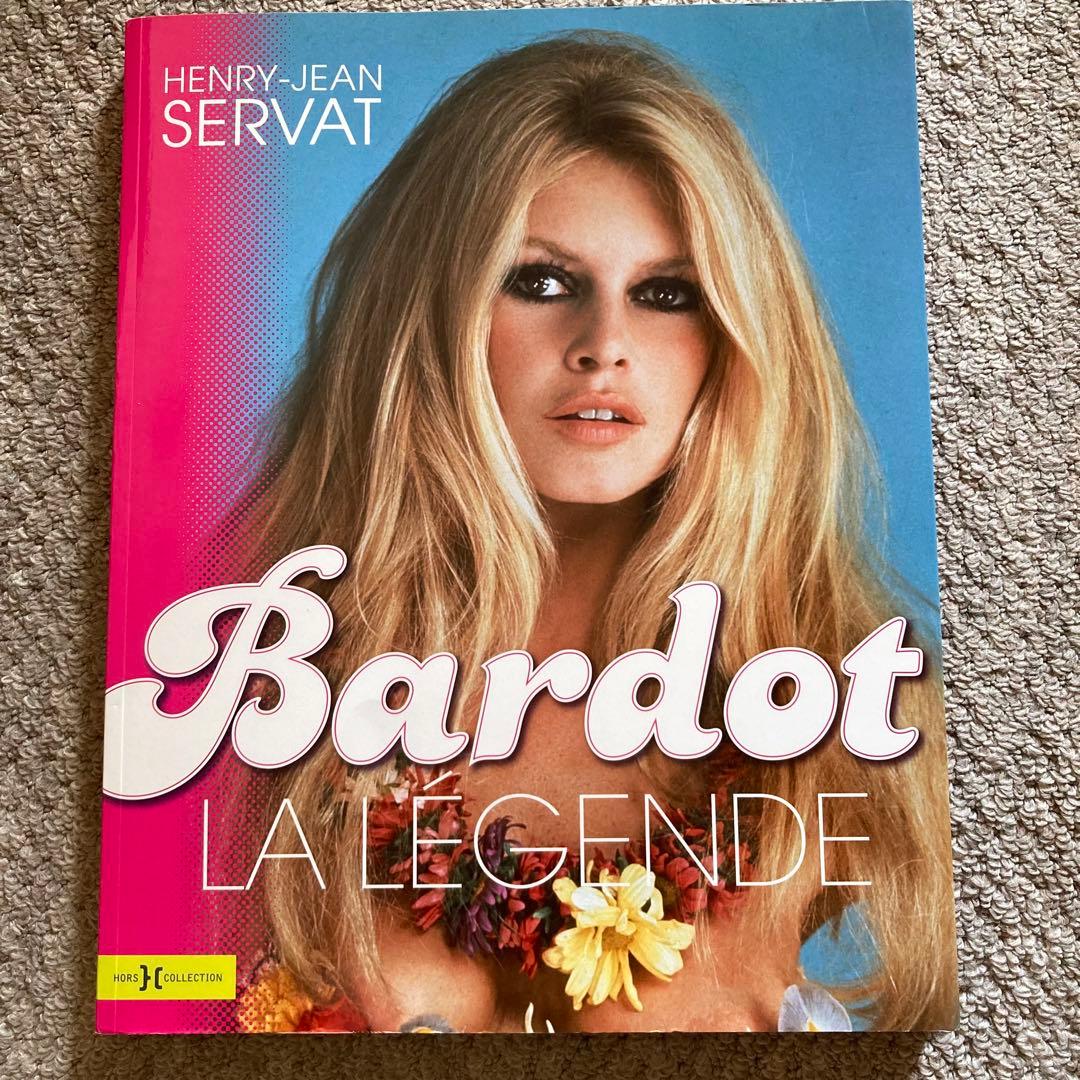 HENRY-JEAN
SERVAT
Bardot
LA LÉGENDE
HORS COLLECTION